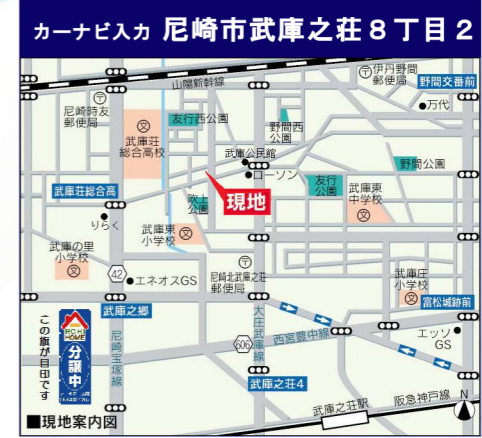 カーナビ入力 尼崎市武庫之荘8丁目2
山陽新幹線
伊丹野間
郵便局
野間交番前
尼崎時友
郵便局
万代
友行西公園
野間西
公園
武庫荘
総合高校
武庫公民館
ローソン
野間公園
武庫荘総合高
現地
吹上
公園
友行
公園
武庫東
中学校
りらく
武庫東
小学校
武庫の里
小学校
尼崎北武庫之荘
郵便局
42
エネオスGS
武庫庄
小学校
武庫之郷
富松城跡前
この旗が目印です
HOME
分譲中
尼崎宝塚線
大庄武庫線
606
西宮豊中線
エッソ
GS
武庫之荘4
武庫之荘駅
阪急神戸線
N
■現地案内図